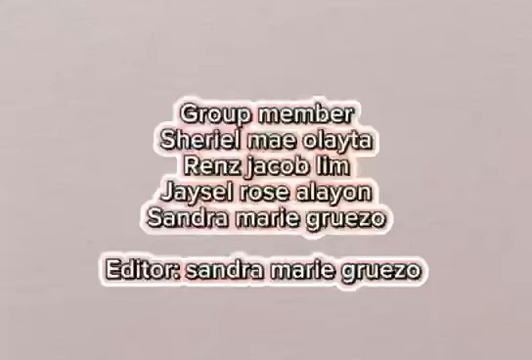 Group member
Sheriel mae olayta
Renz jacob lim
Jaysel rose alayon
Sandra marie gruezo
Editor: sandra marie gruezo